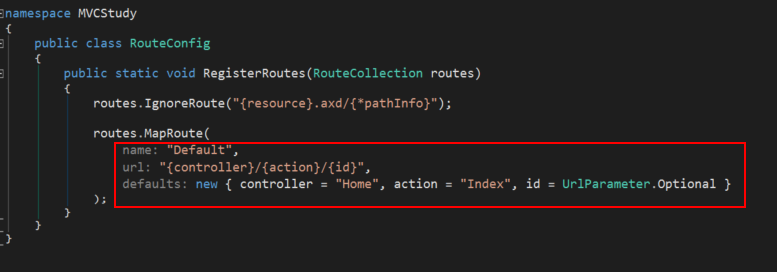 namespace MVCStudy
{
public class RouteConfig
{
public static void RegisterRoutes(RouteCollection routes)
{
routes.IgnoreRoute("{resource}.axd/{*pathInfo}");
routes.MapRoute(
name: "Default",
url: "{controller}/{action}/{id}",
defaults: new { controller = "Home", action = "Index", id = UrlParameter.Optional }
);
}
}
}